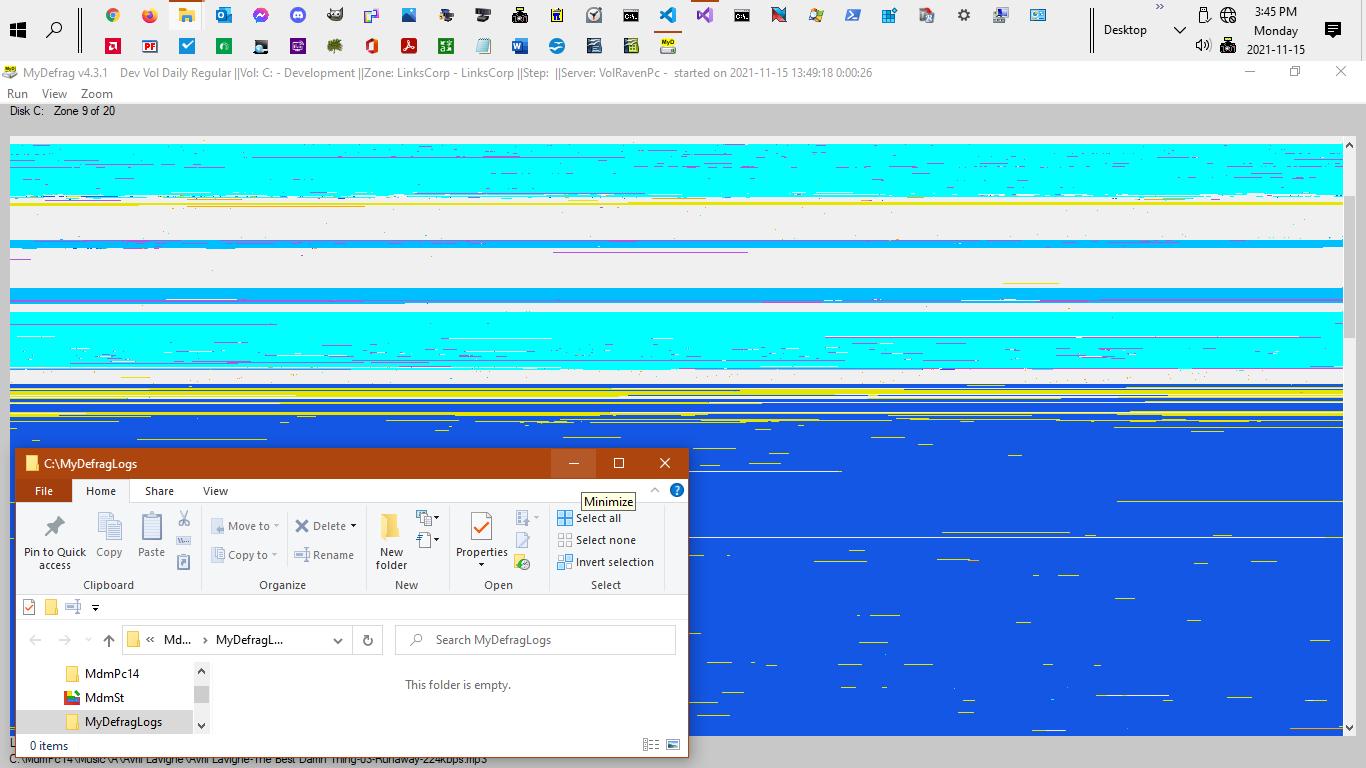 3:45 PM
Desktop
Monday
2021-11-15
MyDefrag v4.3.1 Dev Vol Daily Regular ||Vol: C: - Development ||Zone: LinksCorp - LinksCorp ||Step: ||Server: VolRavenPc - started on 2021-11-15 13:49:18 0:00:26
Run View Zoom
Disk C: Zone 9 of 20
C:\MyDefragLogs
File Home Share View
Minimize
Pin to Quick access
Copy
Paste
Clipboard
Move to
Copy to
Delete
Rename
Organize
New folder
New
Properties
Open
Select all
Select none
Invert selection
Select
« Md... > MyDefragL...
Search MyDefragLogs
MdmPc14
MdmSt
MyDefragLogs
This folder is empty.
0 items
C:\MdmPc14\Music\A\Avril Lavigne\Avril Lavigne-The Best Damn Thing-03-Runaway-224kbps.mp3